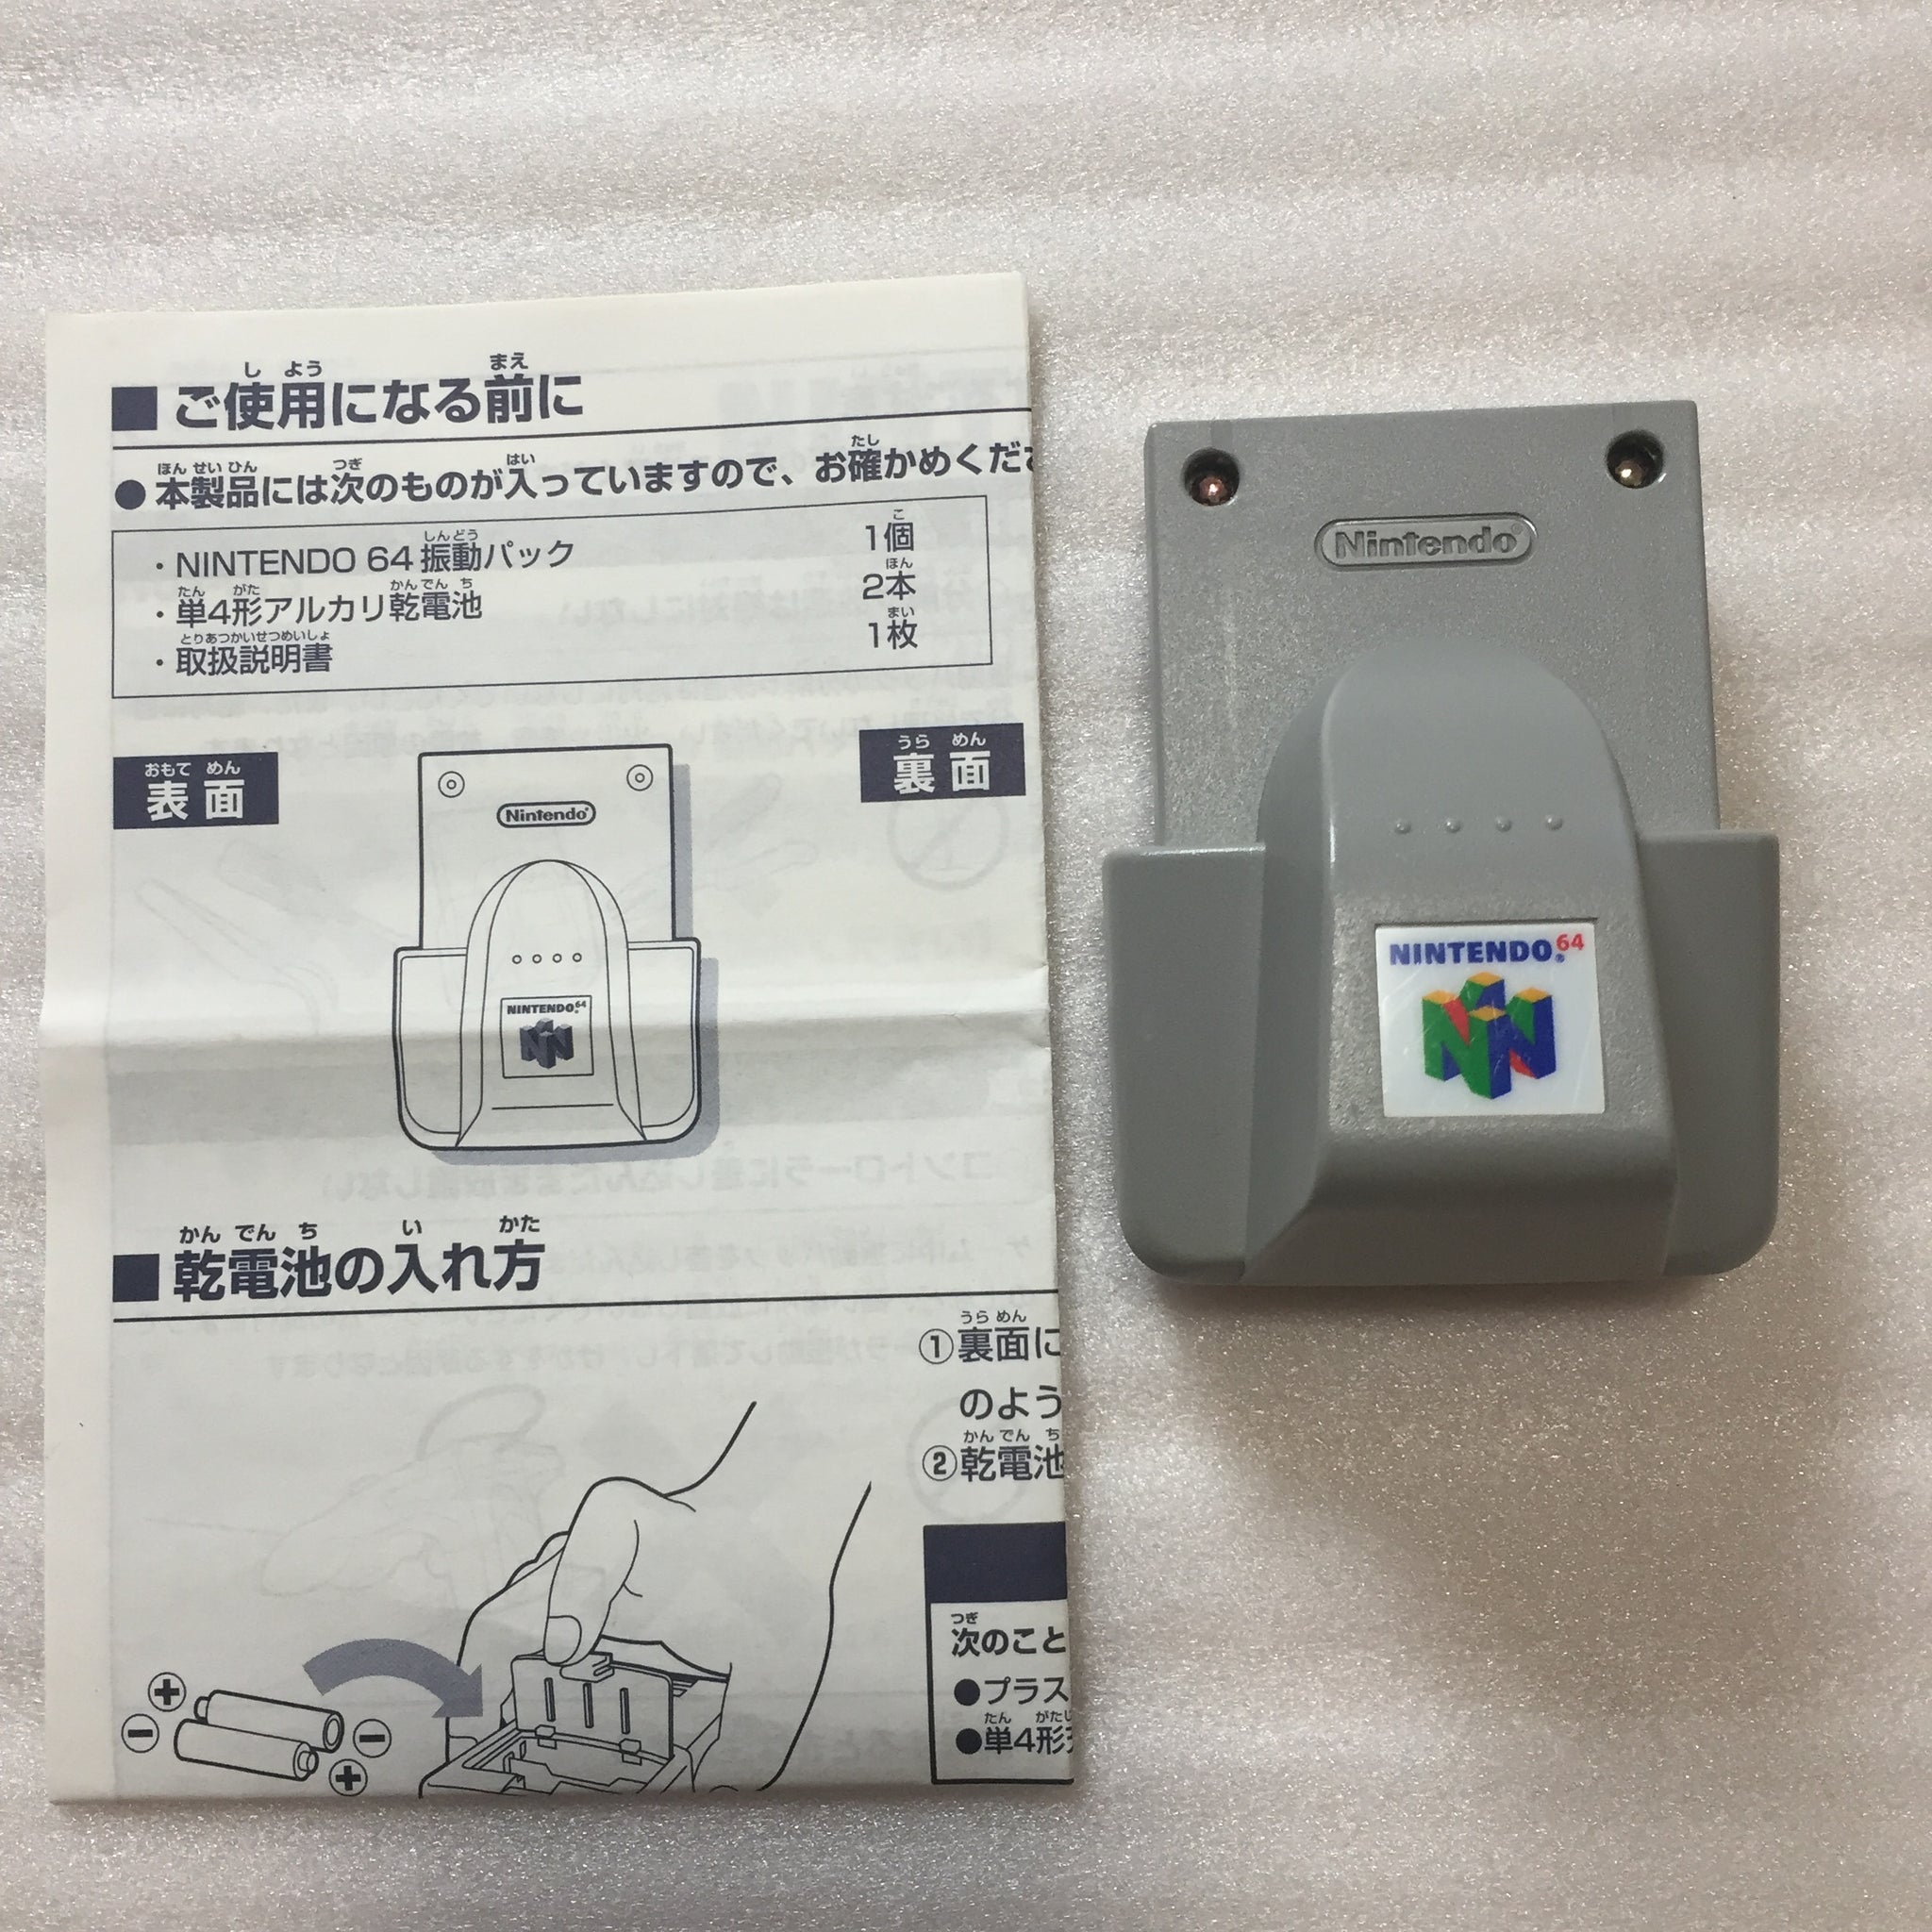 ■ご使用になる前に
●本製品には次のものが入っていますので、お確かめくださ
・NINTENDO 64 振動パック 1個
・単4形アルカリ乾電池 2本
・取扱説明書 1枚
表面
裏面
Nintendo
NINTENDO64
■乾電池の入れ方
①裏面に
のよう
②乾電池
次のこと
●プラス
●単4形
Nintendo®
NINTENDO64